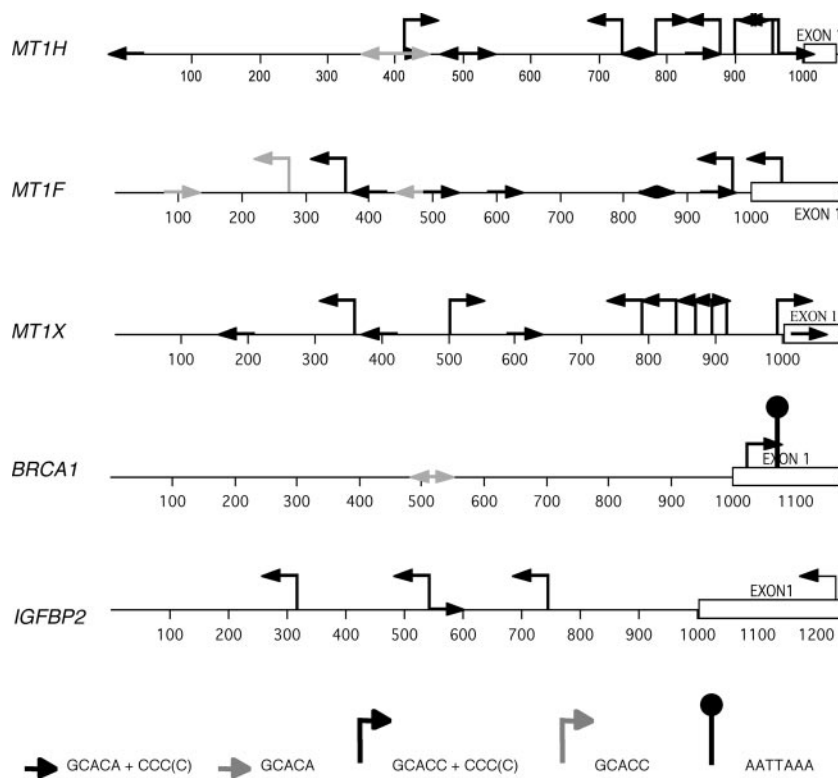 MT1H
EXON 1
100 200 300 400 500 600 700 800 900 1000
MT1F
100 200 300 400 500 600 700 800 900 1000
EXON 1
MT1X
EXON 1
100 200 300 400 500 600 700 800 900 1000
BRCA1
EXON 1
100 200 300 400 500 600 700 800 900 1000 1100
IGFBP2
EXON1
100 200 300 400 500 600 700 800 900 1000 1100 1200
GCACA + CCC(C) GCACA GCACC + CCC(C) GCACC AATTAAA